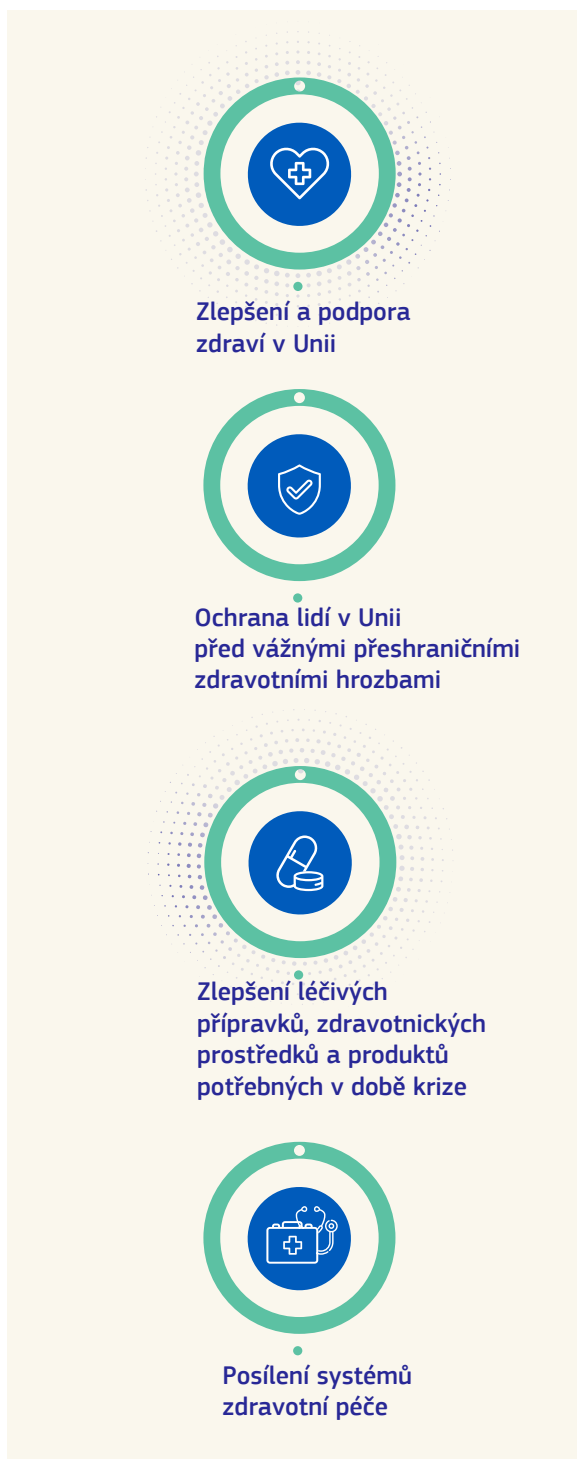 Zlepšení a podpora
zdraví v Unii
Ochrana lidí v Unii
před vážnými přeshraničními
zdravotními hrozbami
Zlepšení léčivých
přípravků, zdravotnických
prostředků a produktů
potřebných v době krize
Posílení systémů
zdravotní péče